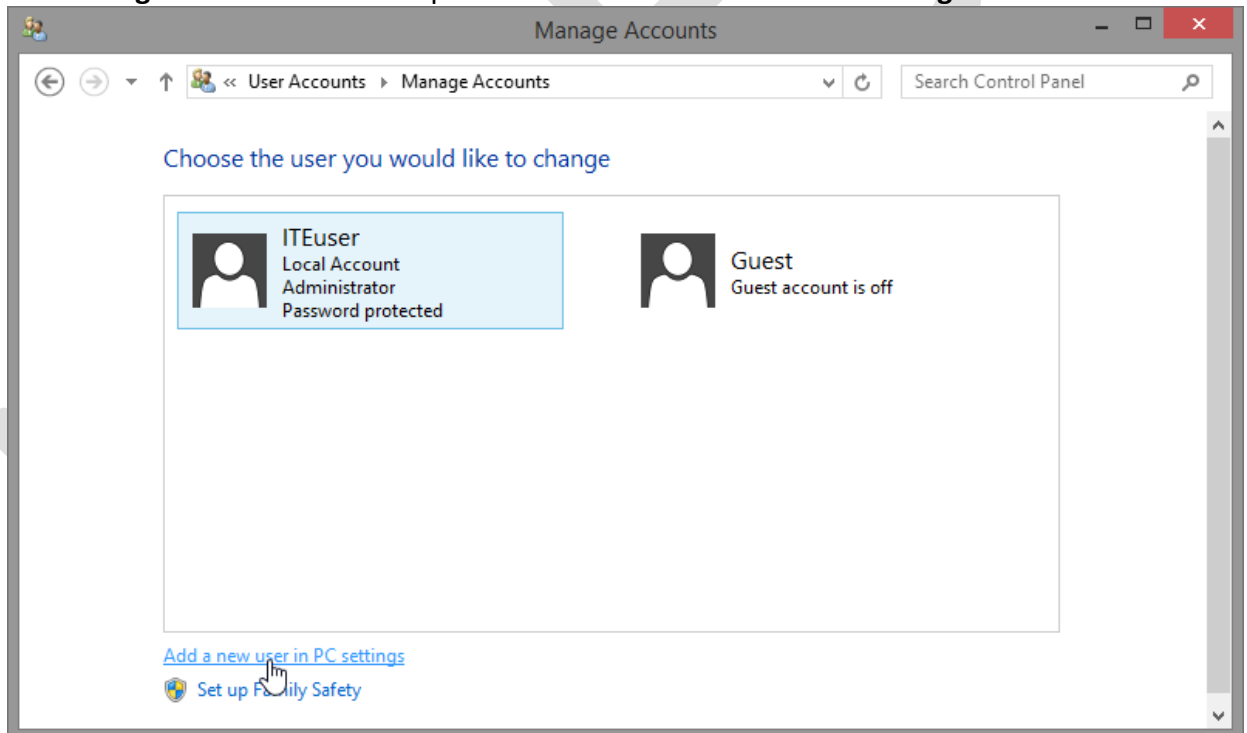 Manage Accounts
« User Accounts ▸ Manage Accounts
Search Control Panel
Choose the user you would like to change
ITEuser
Local Account
Administrator
Password protected
Guest
Guest account is off
Add a new user in PC settings
Set up Family Safety